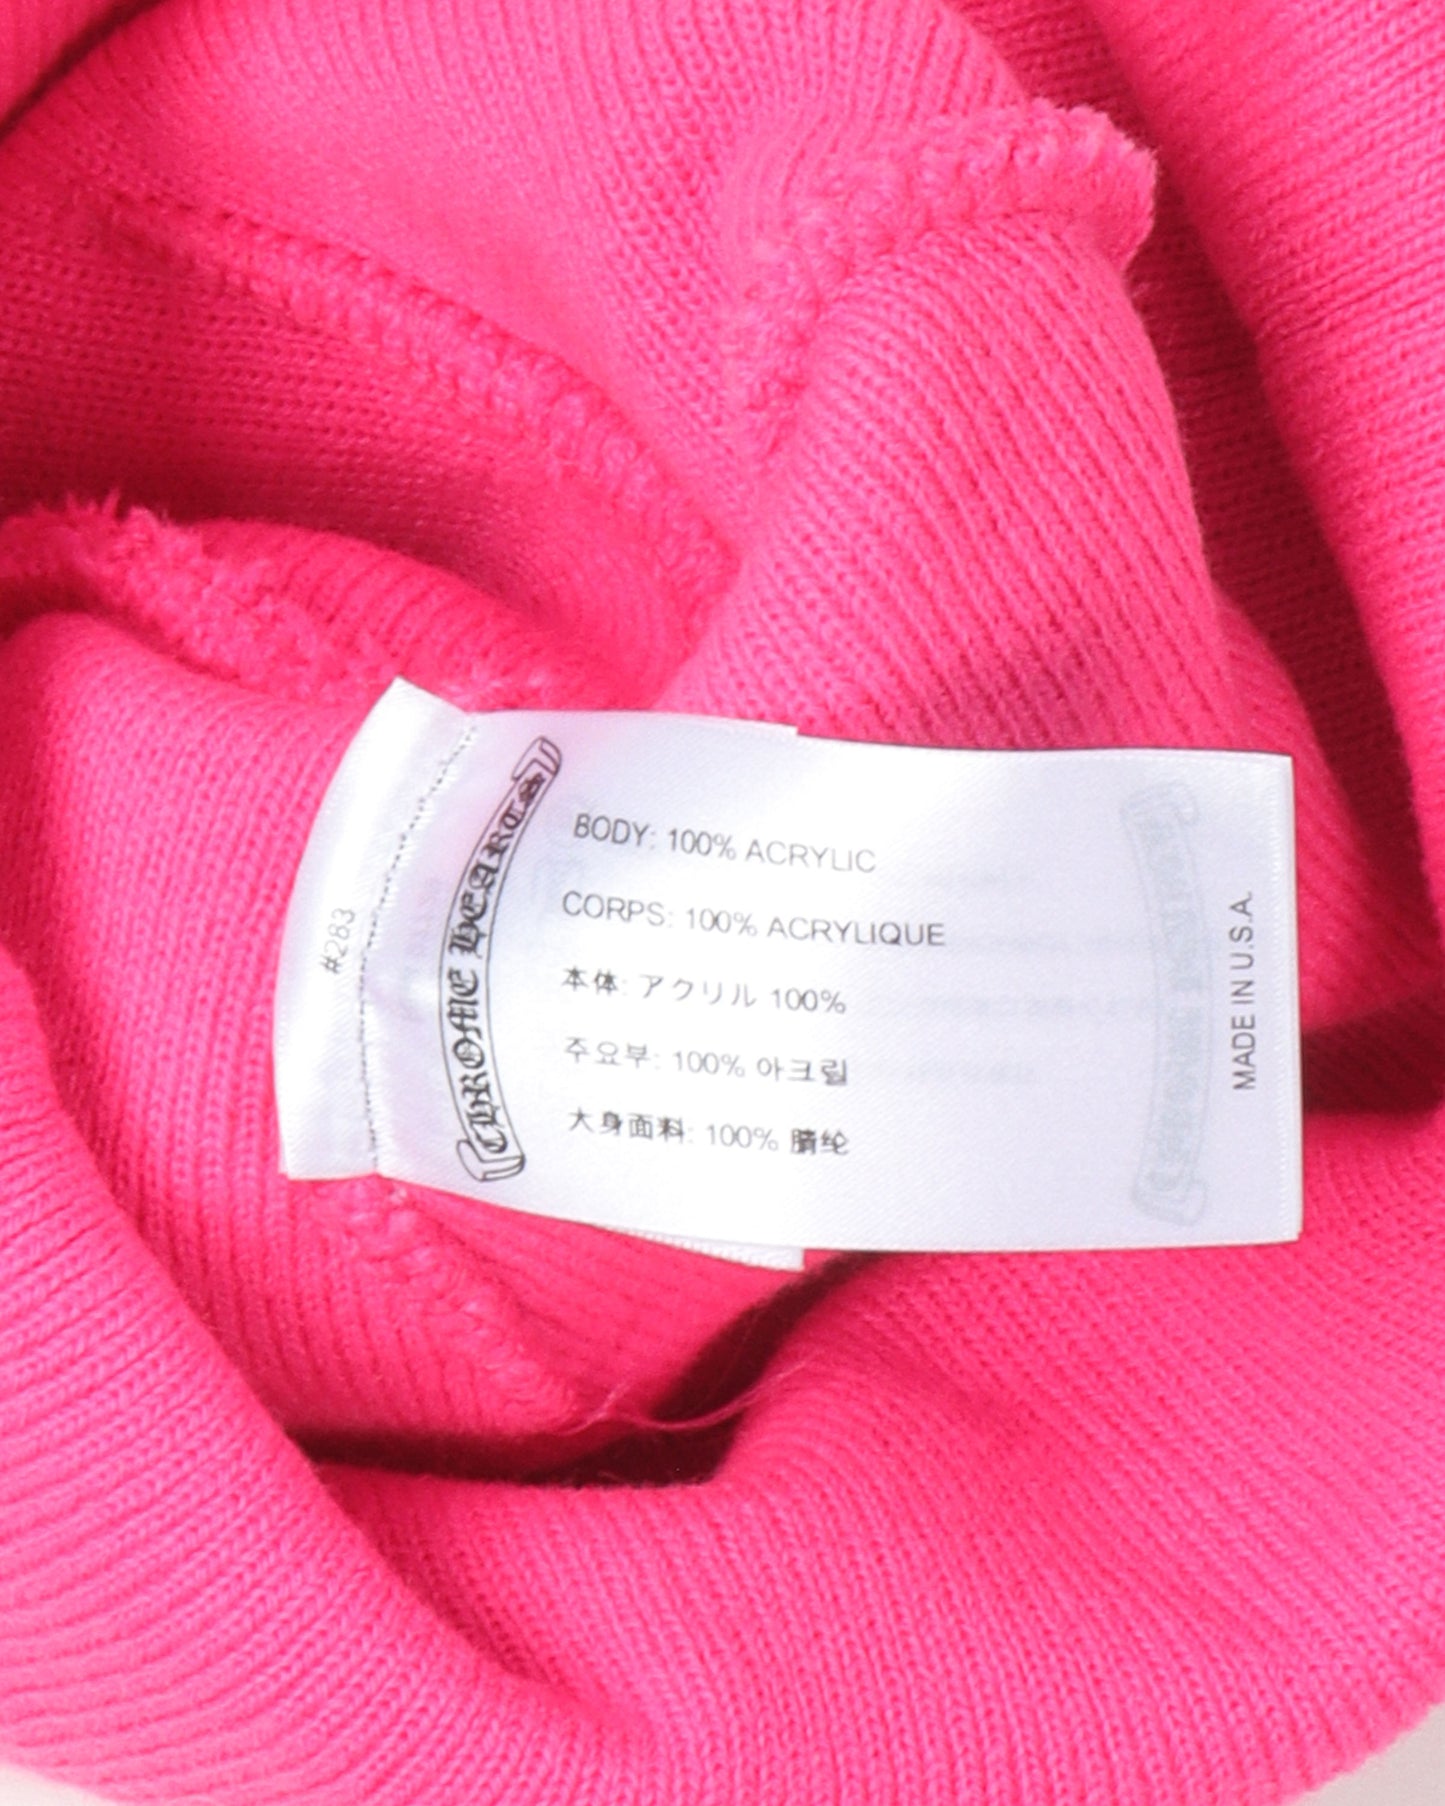 #283
CHROME HEARTS
BODY: 100% ACRYLIC
CORPS: 100% ACRYLIQUE
本体: アクリル 100%
주요부: 100% 아크릴
大身面料: 100% 腈纶
MADE IN U.S.A.